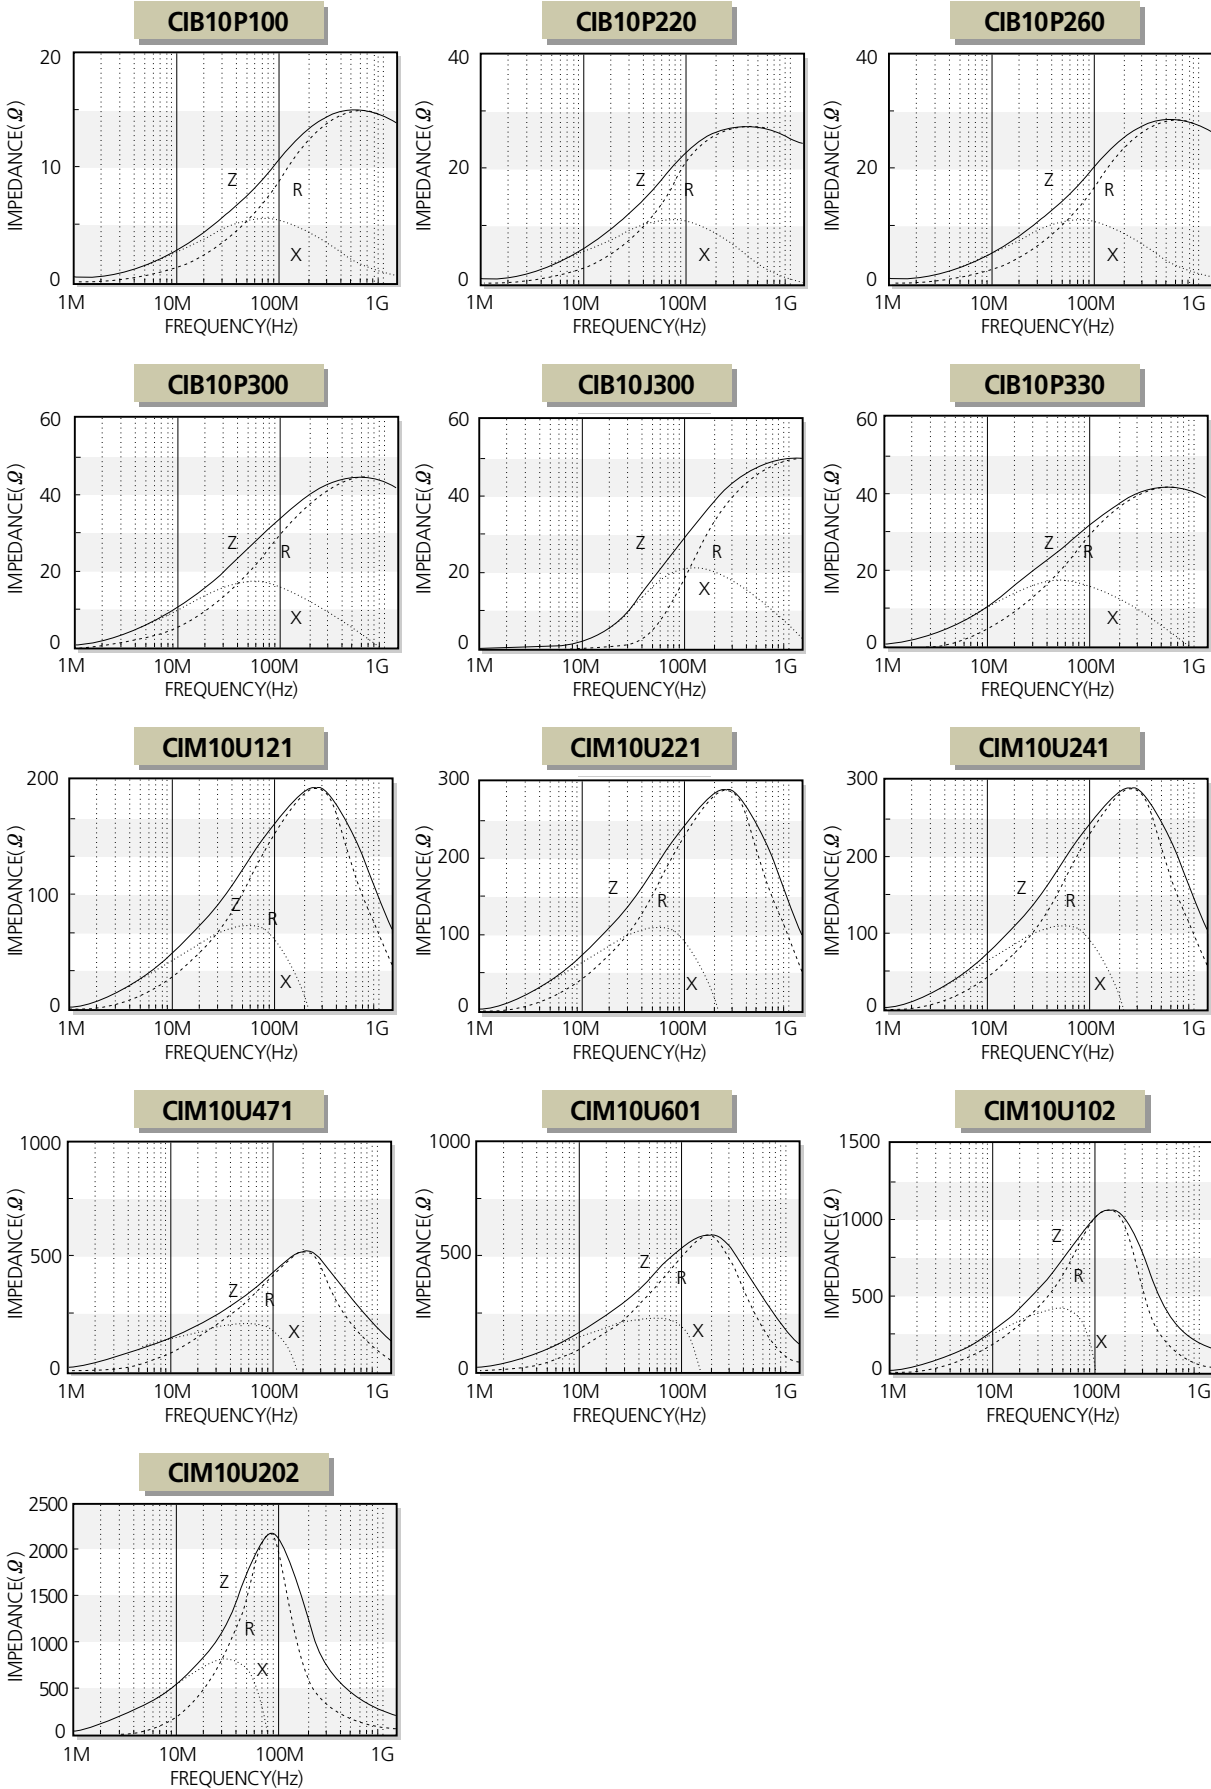 CIB10P100
20
10
0
IMPEDANCE(Ω)
Z
R
X
1M 10M 100M 1G
FREQUENCY(Hz)
CIB10P220
40
20
0
IMPEDANCE(Ω)
Z
R
X
1M 10M 100M 1G
FREQUENCY(Hz)
CIB10P260
40
20
0
IMPEDANCE(Ω)
Z
R
X
1M 10M 100M 1G
FREQUENCY(Hz)
CIB10P300
60
40
20
0
IMPEDANCE(Ω)
Z
R
X
1M 10M 100M 1G
FREQUENCY(Hz)
CIB10J300
60
40
20
0
IMPEDANCE(Ω)
Z
R
X
1M 10M 100M 1G
FREQUENCY(Hz)
CIB10P330
60
40
20
0
IMPEDANCE(Ω)
Z
R
X
1M 10M 100M 1G
FREQUENCY(Hz)
CIM10U121
200
100
0
IMPEDANCE(Ω)
Z
R
X
1M 10M 100M 1G
FREQUENCY(Hz)
CIM10U221
300
200
100
0
IMPEDANCE(Ω)
Z
R
X
1M 10M 100M 1G
FREQUENCY(Hz)
CIM10U241
300
200
100
0
IMPEDANCE(Ω)
Z
R
X
1M 10M 100M 1G
FREQUENCY(Hz)
CIM10U471
1000
500
0
IMPEDANCE(Ω)
Z
R
X
1M 10M 100M 1G
FREQUENCY(Hz)
CIM10U601
1000
500
0
IMPEDANCE(Ω)
Z
R
X
1M 10M 100M 1G
FREQUENCY(Hz)
CIM10U102
1500
1000
500
0
IMPEDANCE(Ω)
Z
R
X
1M 10M 100M 1G
FREQUENCY(Hz)
CIM10U202
2500
2000
1500
1000
500
0
IMPEDANCE(Ω)
Z
R
X
1M 10M 100M 1G
FREQUENCY(Hz)